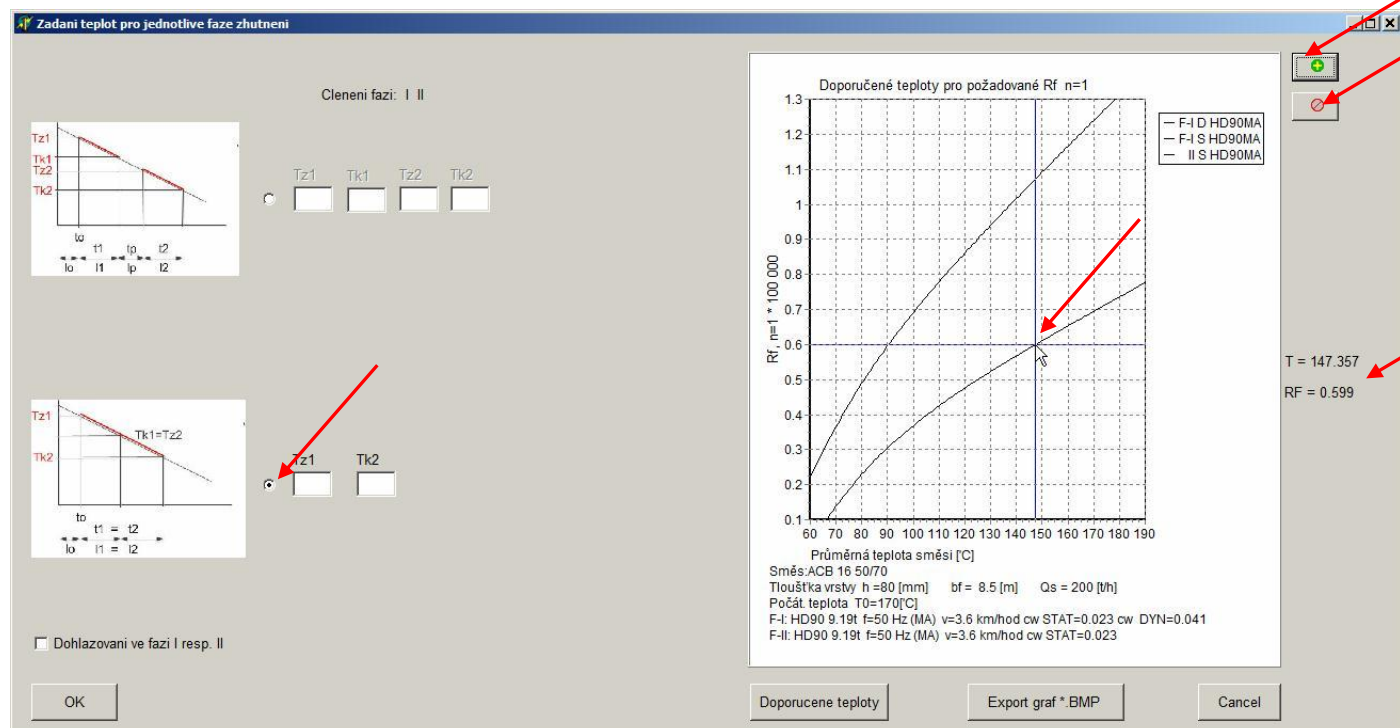 Zadani teplot pro jednotlive faze zhutneni
Cleneni fazi: I II
Tz1
Tk1
Tz2
Tk2
to
t1 tp t2
lo l1 lp l2
Tz1 Tk1 Tz2 Tk2
Tz1
Tk1=Tz2
Tk2
to
t1 = t2
lo l1 = l2
Tz1 Tk2
Dohlazovani ve fazi I resp. II
OK
Doporučené teploty pro požadované Rf n=1
F-I D HD90MA
F-I S HD90MA
II S HD90MA
Rf, n=1 * 100 000
1.3
1.2
1.1
1
0.9
0.8
0.7
0.6
0.5
0.4
0.3
0.2
0.1
60 70 80 90 100 110 120 130 140 150 160 170 180 190
Průměrná teplota směsi [°C]
Směs:ACB 16 50/70
Tloušťka vrstvy h =80 [mm] bf = 8.5 [m] Qs = 200 [t/h]
Počát. teplota T0=170[°C]
F-I: HD90 9.19t f=50 Hz (MA) v=3.6 km/hod cw STAT=0.023 cw DYN=0.041
F-II: HD90 9.19t f=50 Hz (MA) v=3.6 km/hod cw STAT=0.023
T = 147.357
RF = 0.599
Doporucene teploty
Export graf *.BMP
Cancel